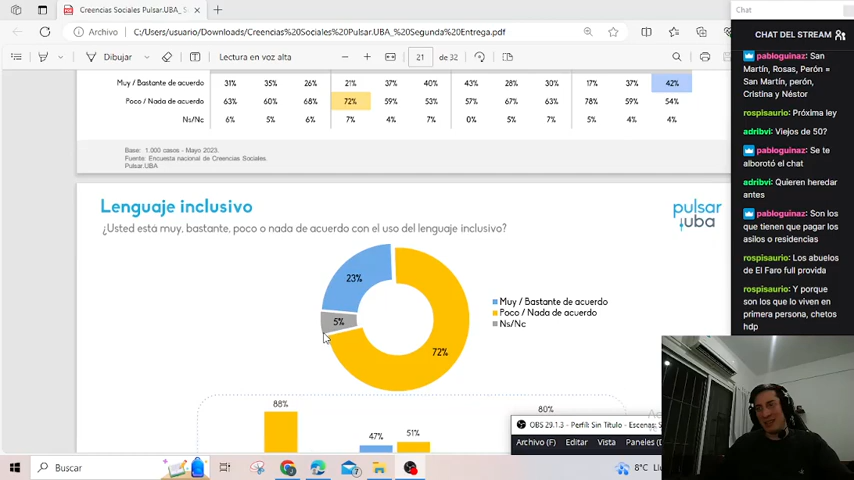 Creencias Sociales Pulsar.UBA_ S
Archivo
C:/Users/usuario/Downloads/Creencias%20Sociales%20Pulsar.UBA_%20Segunda%20Entrega.pdf
Dibujar
Lectura en voz alta
21
de 32
Muy / Bastante de acuerdo 31% 35% 26% 21% 37% 40% 43% 28% 30% 17% 37% 42%
Poco / Nada de acuerdo 63% 60% 68% 72% 59% 53% 57% 67% 63% 78% 59% 54%
Ns/Nc 6% 5% 6% 7% 4% 7% 0% 5% 7% 5% 4% 4%
Base: 1.000 casos - Mayo 2023.
Fuente: Encuesta nacional de Creencias Sociales.
Pulsar.UBA
Lenguaje inclusivo
pulsar
uba
¿Usted está muy, bastante, poco o nada de acuerdo con el uso del lenguaje inclusivo?
23%
5%
72%
Muy / Bastante de acuerdo
Poco / Nada de acuerdo
Ns/Nc
88%
47%
51%
80%
OBS 29.1.3 - Perfil: Sin Título - Escenas: S
Archivo (F) Editar Vista Paneles (D
Buscar
8°C Llu
Chat
CHAT DEL STREAM
pabloguinaz: San
Martín, Rosas, Perón =
San Martín, perón,
Cristina y Néstor
rospisaurio: Próxima ley
adribvi: Viejos de 50?
pabloguinaz: Se te
alborotó el chat
adribvi: Quieren heredar
antes
pabloguinaz: Son los
que tienen que pagar los
asilos o residencias
rospisaurio: Los abuelos
de El Faro full provida
rospisaurio: Y porque
son los que lo viven en
primera persona, chetos
hdp